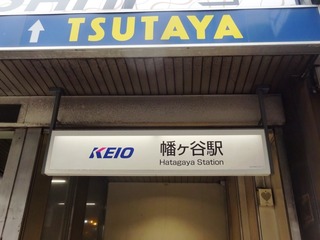 ↑ TSUTAYA
KEIO 幡ヶ谷駅
Hatagaya Station